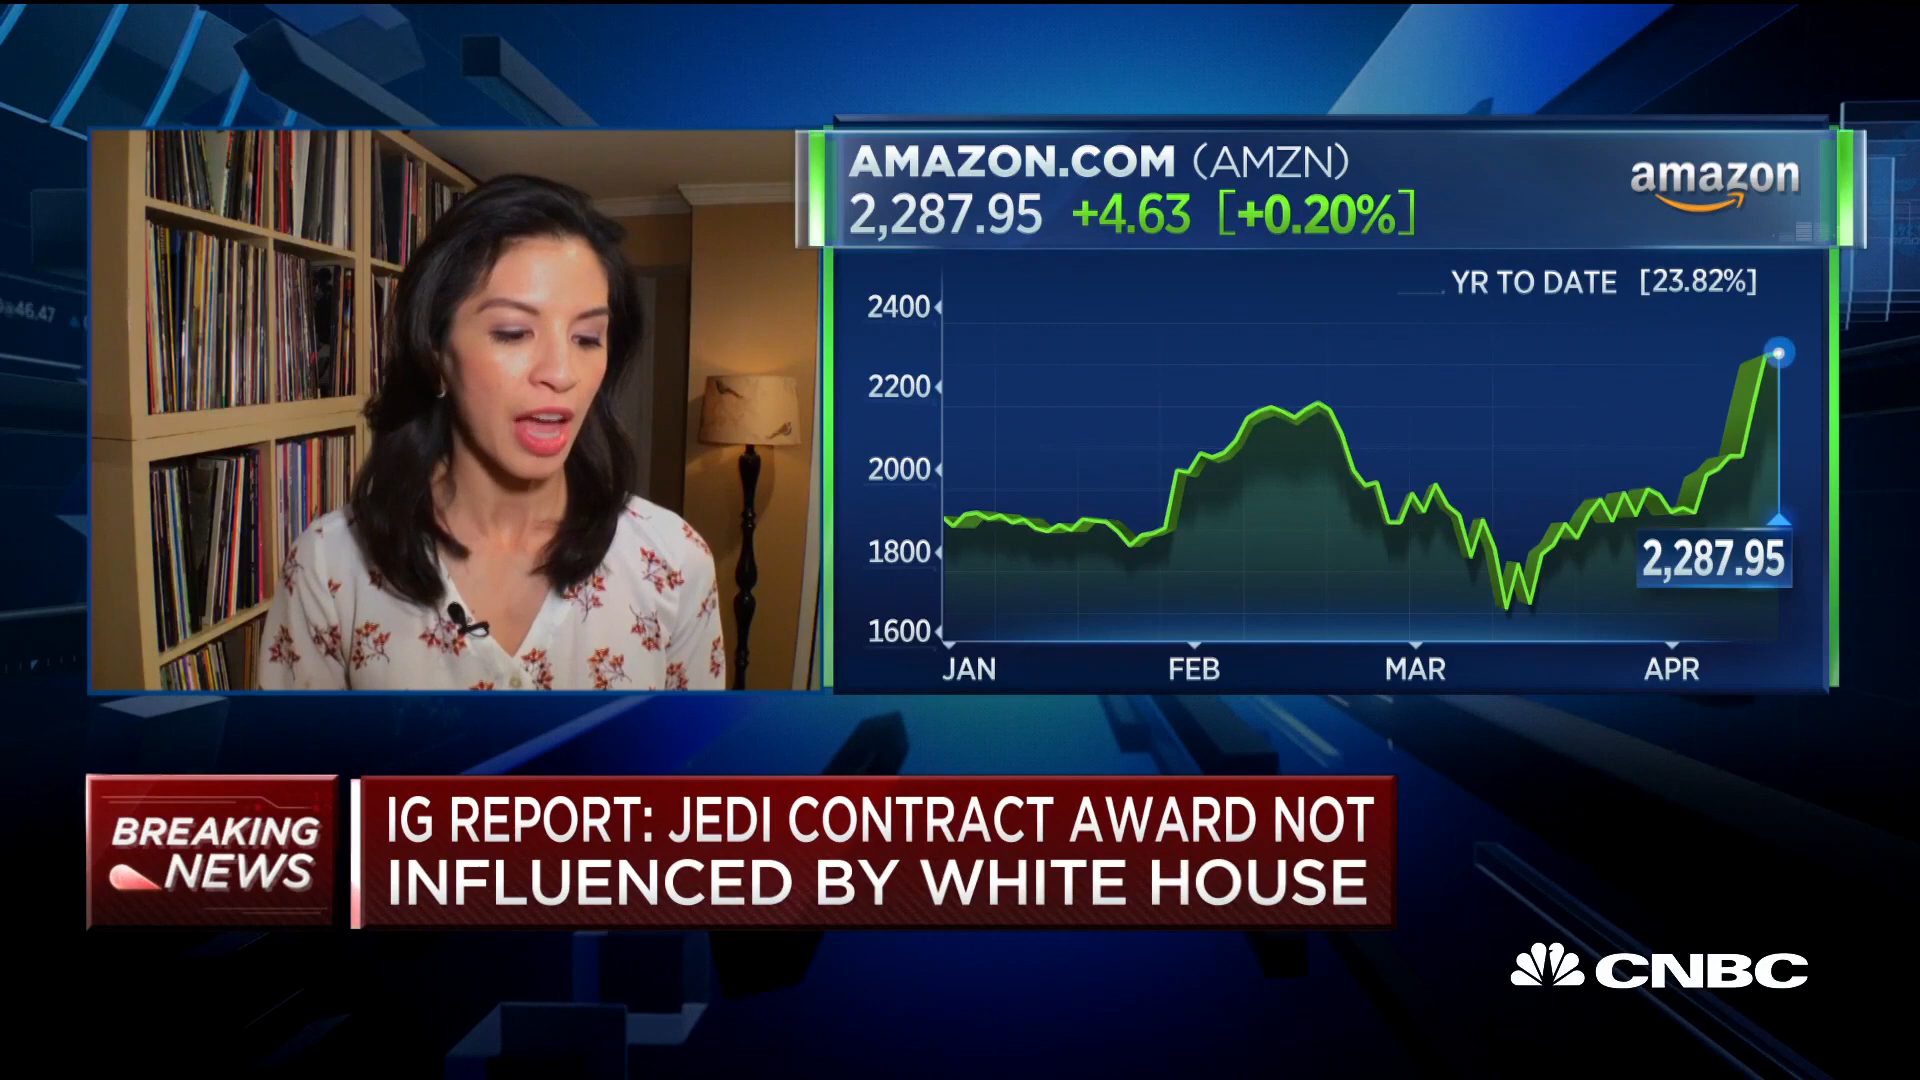 AMAZON.COM (AMZN)
2,287.95 +4.63 [+0.20%]
amazon
YR TO DATE [23.82%]
2400
2200
2000
1800
1600
2,287.95
JAN FEB MAR APR
46.47
BREAKING
NEWS
IG REPORT: JEDI CONTRACT AWARD NOT
INFLUENCED BY WHITE HOUSE
CNBC